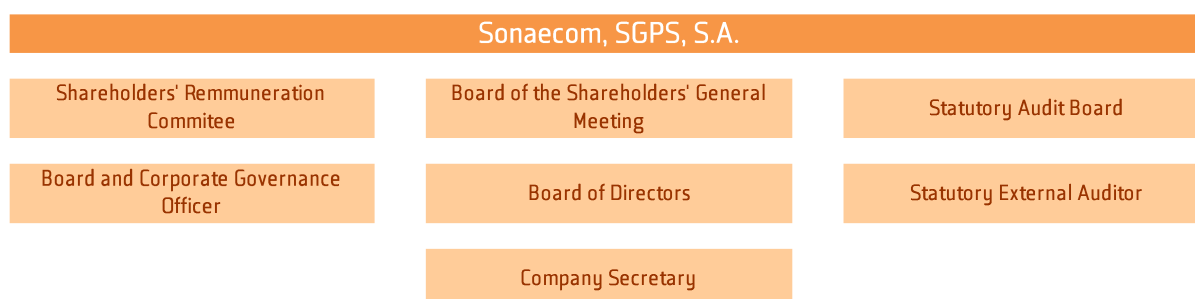 Sonaecom, SGPS, S.A.
Shareholders' Remmuneration
Commitee
Board of the Shareholders' General
Meeting
Statutory Audit Board
Board and Corporate Governance
Officer
Board of Directors
Statutory External Auditor
Company Secretary